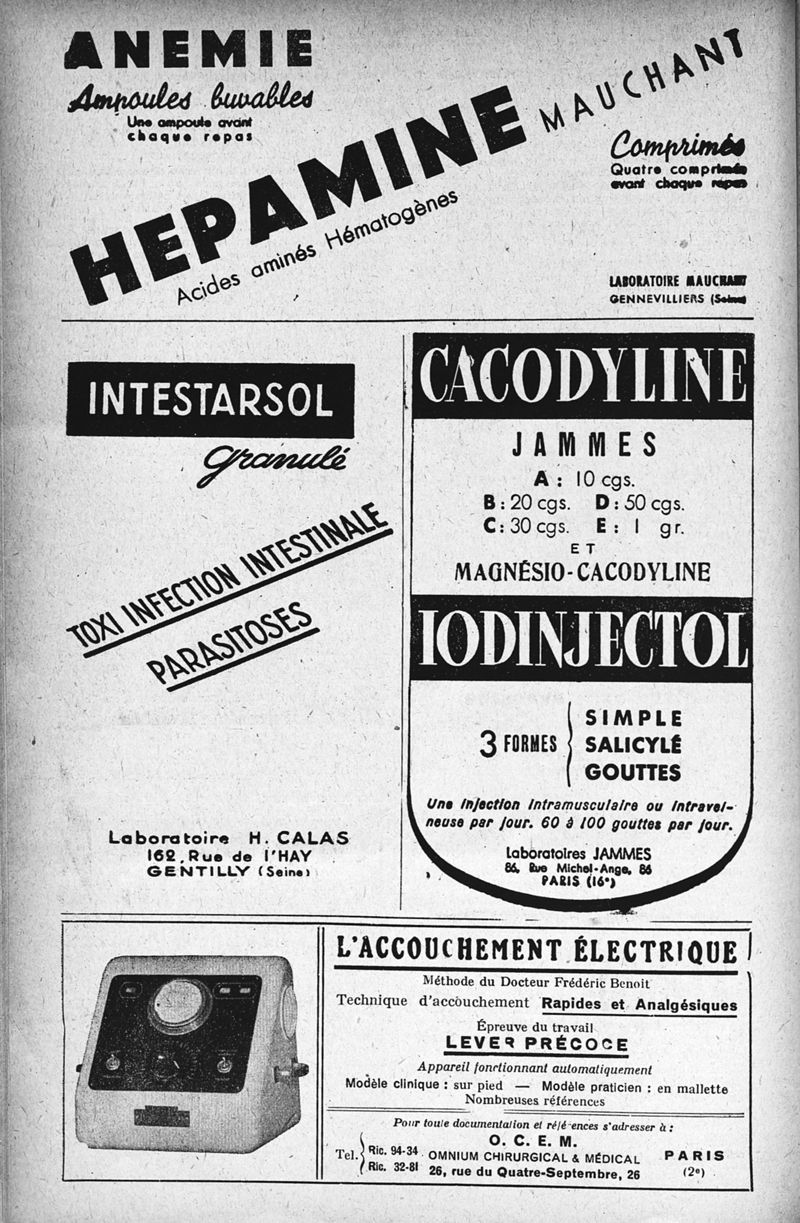 ANEMIE
Ampoules buvables
Une ampoule avant
chaque repas
HEPAMINE MAUCHANT
Acides aminés Hématogènes
Comprimés
Quatre comprimés
avant chaque repas
LABORATOIRE MAUCHANT
GENNEVILLIERS (Seine)
INTESTARSOL
granulé
TOXI INFECTION INTESTINALE
PARASITOSES
Laboratoire H. CALAS
162, Rue de l'HAY
GENTILLY (Seine)
CACODYLINE
JAMMES
A : 10 cgs.
B : 20 cgs. D : 50 cgs.
C : 30 cgs. E : 1 gr.
ET
MAGNÉSIO-CACODYLINE
IODINJECTOL
3 FORMES
SIMPLE
SALICYLÉ
GOUTTES
Une injection intramusculaire ou intravei-
neuse par jour. 60 à 100 gouttes par jour.
Laboratoires JAMMES
86, Rue Michel-Ange, 86
PARIS (16e)
L'ACCOUCHEMENT ÉLECTRIQUE
Méthode du Docteur Frédéric Benoit
Technique d'accouchement Rapides et Analgésiques
Épreuve du travail
LEVER PRÉCOCE
Appareil fonctionnant automatiquement
Modèle clinique : sur pied — Modèle praticien : en mallette
Nombreuses références
Pour toute documentation et références s'adresser à :
O. C. E. M.
Tel. Ric. 94-34 OMNIUM CHIRURGICAL & MÉDICAL PARIS
Ric. 32-81 26, rue du Quatre-Septembre, 26 (2e)